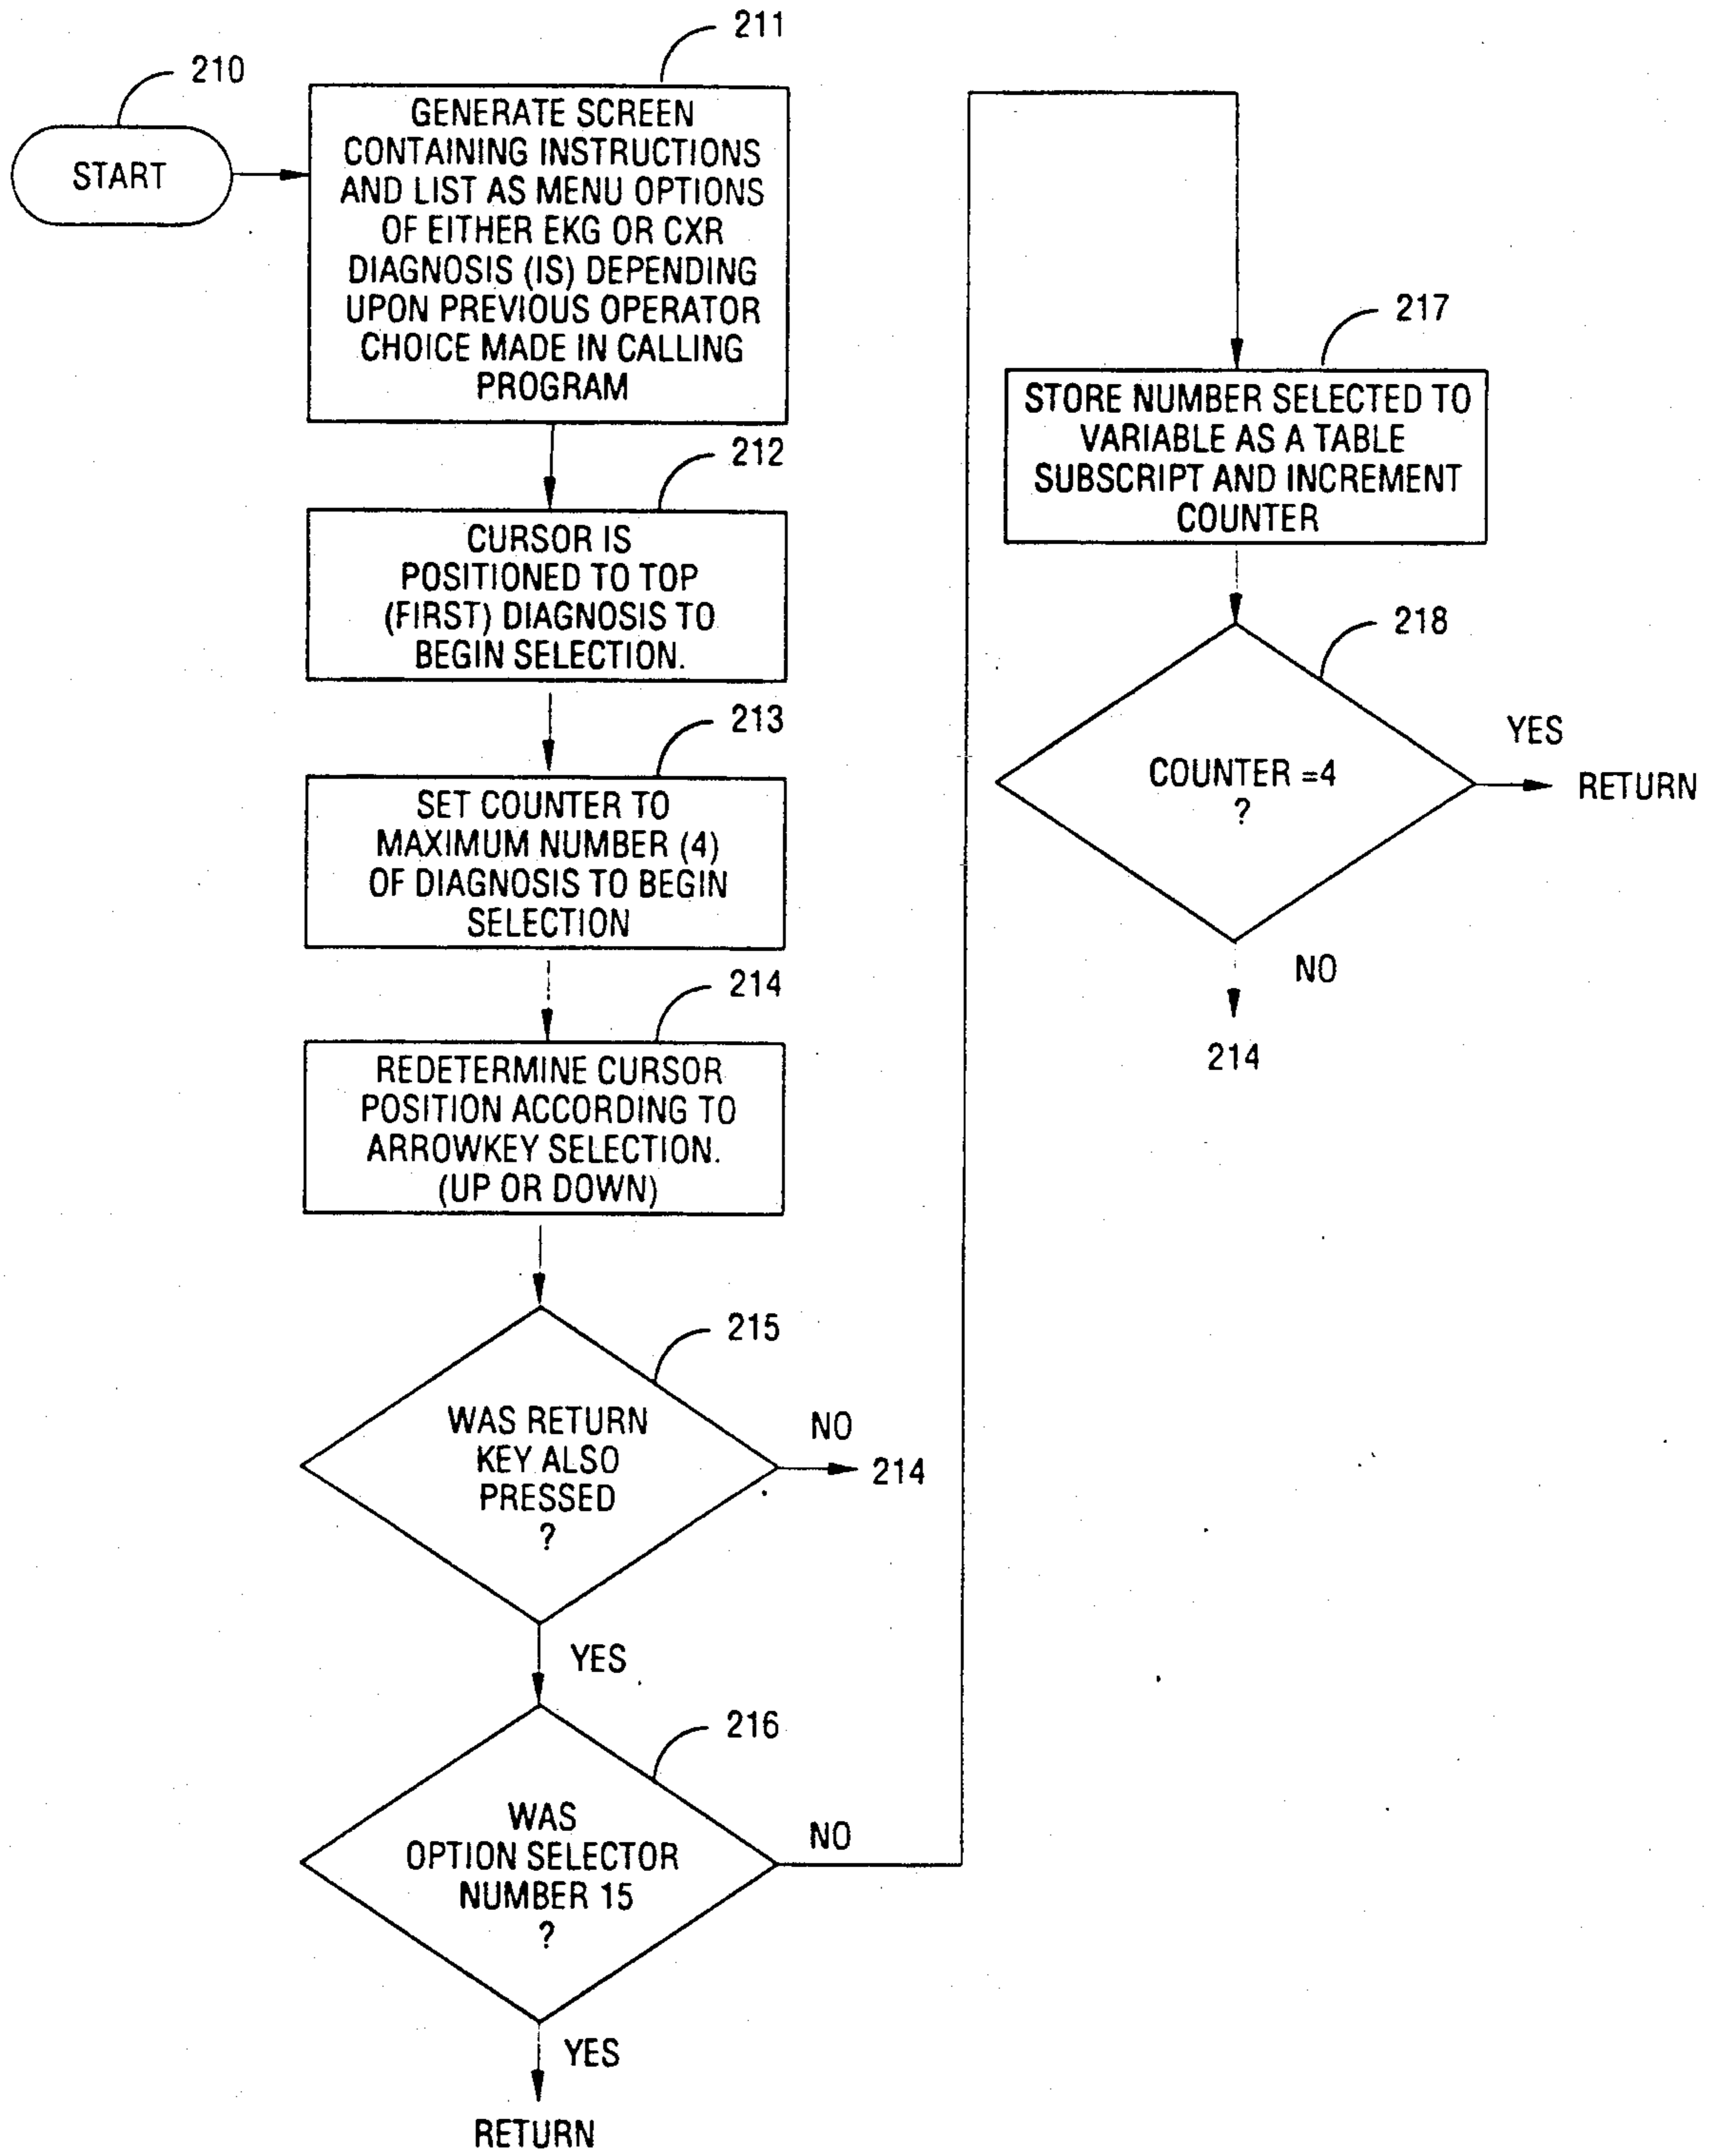 210
START
211
GENERATE SCREEN
CONTAINING INSTRUCTIONS
AND LIST AS MENU OPTIONS
OF EITHER EKG OR CXR
DIAGNOSIS (IS) DEPENDING
UPON PREVIOUS OPERATOR
CHOICE MADE IN CALLING
PROGRAM
212
CURSOR IS
POSITIONED TO TOP
(FIRST) DIAGNOSIS TO
BEGIN SELECTION.
213
SET COUNTER TO
MAXIMUM NUMBER (4)
OF DIAGNOSIS TO BEGIN
SELECTION
214
REDETERMINE CURSOR
POSITION ACCORDING TO
ARROWKEY SELECTION.
(UP OR DOWN)
215
WAS RETURN
KEY ALSO
PRESSED
?
NO
214
YES
216
WAS
OPTION SELECTOR
NUMBER 15
?
NO
YES
RETURN
217
STORE NUMBER SELECTED TO
VARIABLE AS A TABLE
SUBSCRIPT AND INCREMENT
COUNTER
218
COUNTER =4
?
YES
RETURN
NO
214